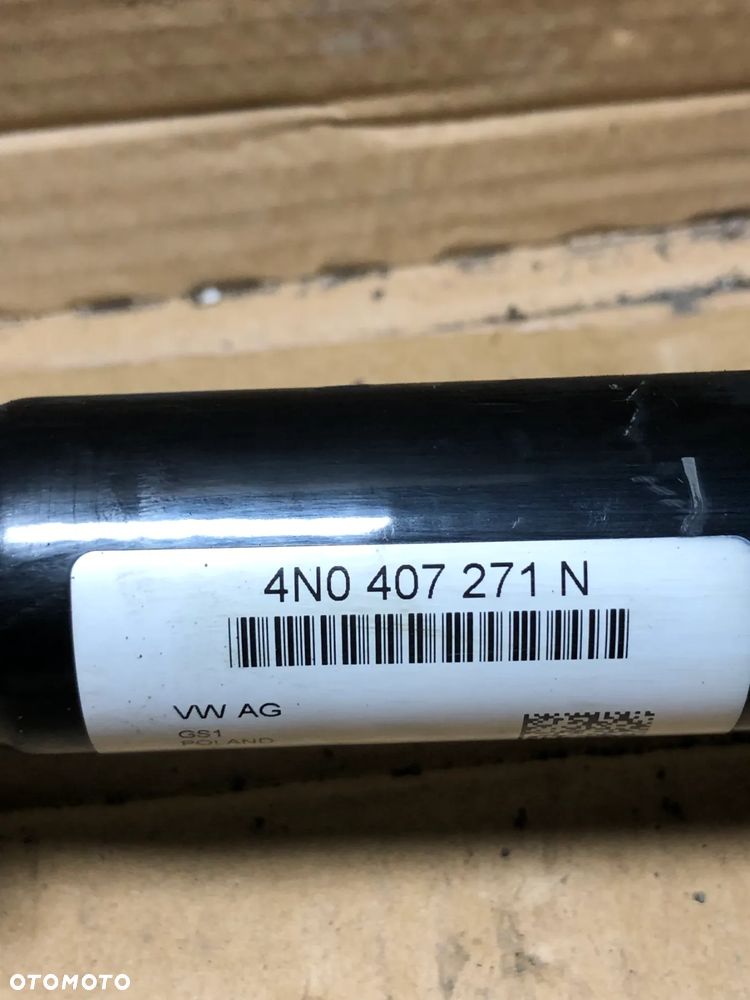 4N0 407 271 N
VW AG
GS1
POLAND
OTOMOTO